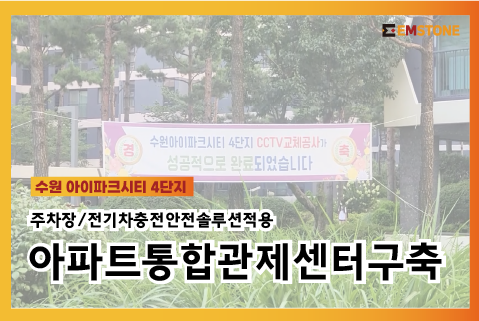 EMSTONE
수원아이파크시티 4단지 CCTV교체공사가
경 성공적으로 완료되었습니다 축
수원 아이파크시티 4단지
주차장/전기차충전안전솔루션적용
아파트통합관제센터구축